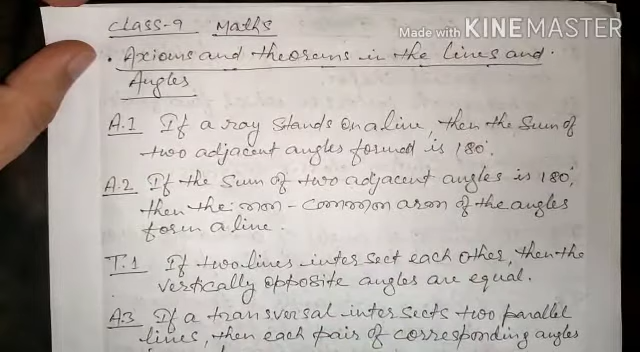 Class-9 Maths
Made with KINEMASTER
• Axioms and theorems in the lines and
Angles
A.1 If a ray stands on a line, then the sum of
two adjacent angles formed is 180°.
A.2 If the sum of two adjacent angles is 180°,
then the non-common arm of the angles
form a line.
T.1 If two lines intersect each other, then the
vertically opposite angles are equal.
A.3 If a transversal intersects two parallel
lines, then each pair of corresponding angles